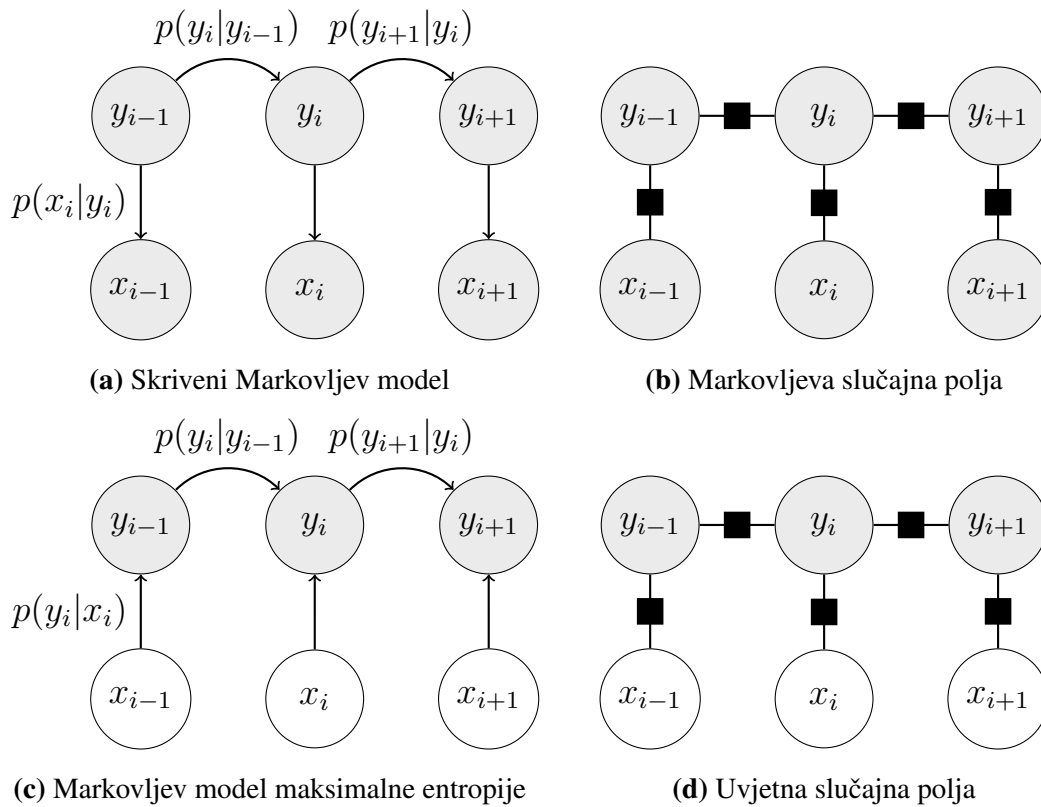 p(y_{i−1}|y_{i−1}) p(y_{i+1}|y_i)
y_{i−1} y_i y_{i+1}
y_{i−1} y_i y_{i+1}
p(x_i|y_i)
x_{i−1} x_i x_{i+1}
x_{i−1} x_i x_{i+1}
(a) Skriveni Markovljev model
(b) Markovljeva slučajna polja
p(y_i|y_{i−1}) p(y_{i+1}|y_i)
y_{i−1} y_i y_{i+1}
y_{i−1} y_i y_{i+1}
p(y_i|x_i)
x_{i−1} x_i x_{i+1}
x_{i−1} x_i x_{i+1}
(c) Markovljev model maksimalne entropije
(d) Uvjetna slučajna polja